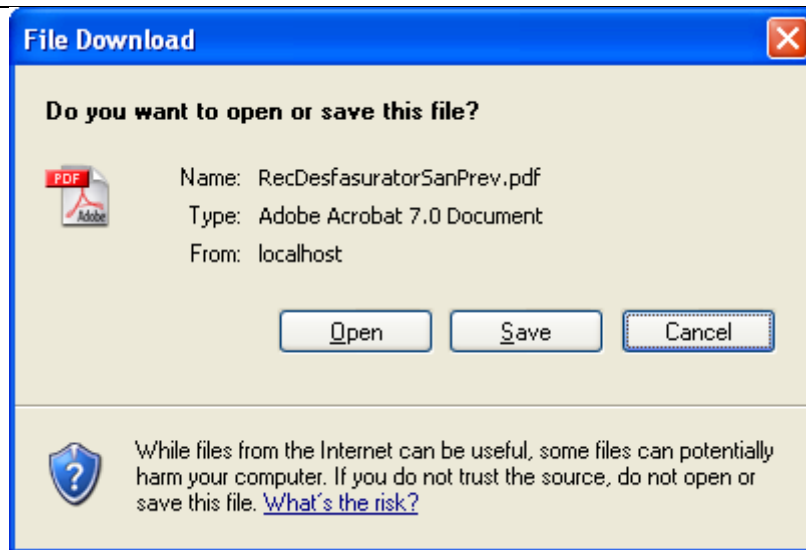 File Download
Do you want to open or save this file?
PDF
Adobe
Name: RecDesfasuratorSanPrev.pdf
Type: Adobe Acrobat 7.0 Document
From: localhost
Open Save Cancel
While files from the Internet can be useful, some files can potentially
harm your computer. If you do not trust the source, do not open or
save this file. What's the risk?